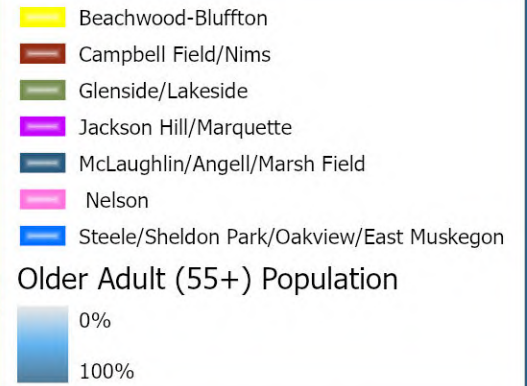 Beachwood-Bluffton
Campbell Field/Nims
Glenside/Lakeside
Jackson Hill/Marquette
McLaughlin/Angell/Marsh Field
Nelson
Steele/Sheldon Park/Oakview/East Muskegon
Older Adult (55+) Population
0%
100%